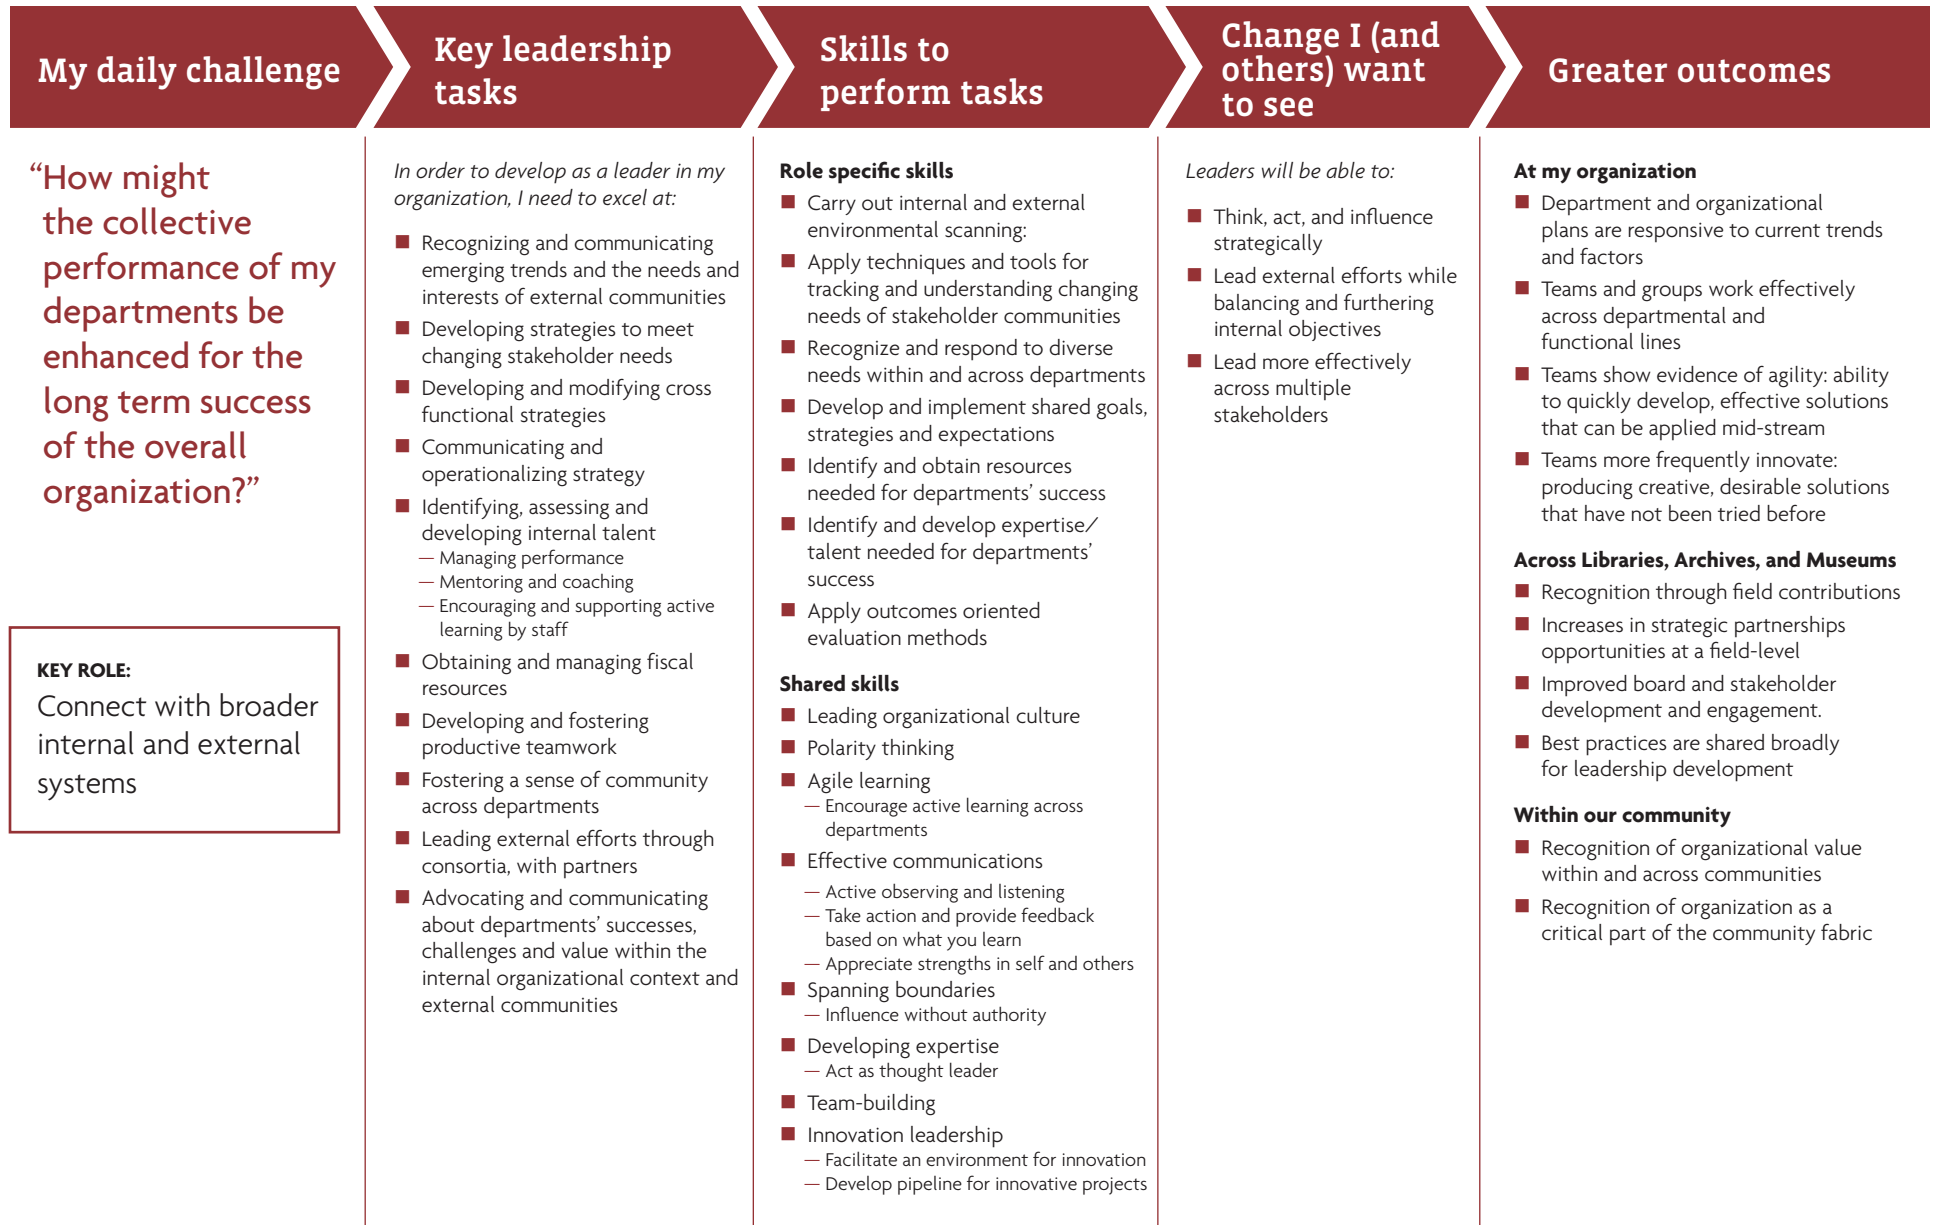 My daily challenge
Key leadership
tasks
Skills to
perform tasks
Change I (and
others) want
to see
Greater outcomes
“How might
the collective
performance of my
departments be
enhanced for the
long term success
of the overall
organization?”
KEY ROLE:
Connect with broader
internal and external
systems
In order to develop as a leader in my
organization, I need to excel at:
Recognizing and communicating
emerging trends and the needs and
interests of external communities
Developing strategies to meet
changing stakeholder needs
Developing and modifying cross
functional strategies
Communicating and
operationalizing strategy
Identifying, assessing and
developing internal talent
— Managing performance
— Mentoring and coaching
— Encouraging and supporting active
learning by staff
Obtaining and managing fiscal
resources
Developing and fostering
productive teamwork
Fostering a sense of community
across departments
Leading external efforts through
consortia, with partners
Advocating and communicating
about departments’ successes,
challenges and value within the
internal organizational context and
external communities
Role specific skills
Carry out internal and external
environmental scanning:
Apply techniques and tools for
tracking and understanding changing
needs of stakeholder communities
Recognize and respond to diverse
needs within and across departments
Develop and implement shared goals,
strategies and expectations
Identify and obtain resources
needed for departments’ success
Identify and develop expertise/
talent needed for departments’
success
Apply outcomes oriented
evaluation methods
Shared skills
Leading organizational culture
Polarity thinking
Agile learning
— Encourage active learning across
departments
Effective communications
— Active observing and listening
— Take action and provide feedback
based on what you learn
— Appreciate strengths in self and others
Spanning boundaries
— Influence without authority
Developing expertise
— Act as thought leader
Team-building
Innovation leadership
— Facilitate an environment for innovation
— Develop pipeline for innovative projects
Leaders will be able to:
Think, act, and influence
strategically
Lead external efforts while
balancing and furthering
internal objectives
Lead more effectively
across multiple
stakeholders
At my organization
Department and organizational
plans are responsive to current trends
and factors
Teams and groups work effectively
across departmental and
functional lines
Teams show evidence of agility: ability
to quickly develop, effective solutions
that can be applied mid-stream
Teams more frequently innovate:
producing creative, desirable solutions
that have not been tried before
Across Libraries, Archives, and Museums
Recognition through field contributions
Increases in strategic partnerships
opportunities at a field-level
Improved board and stakeholder
development and engagement.
Best practices are shared broadly
for leadership development
Within our community
Recognition of organizational value
within and across communities
Recognition of organization as a
critical part of the community fabric